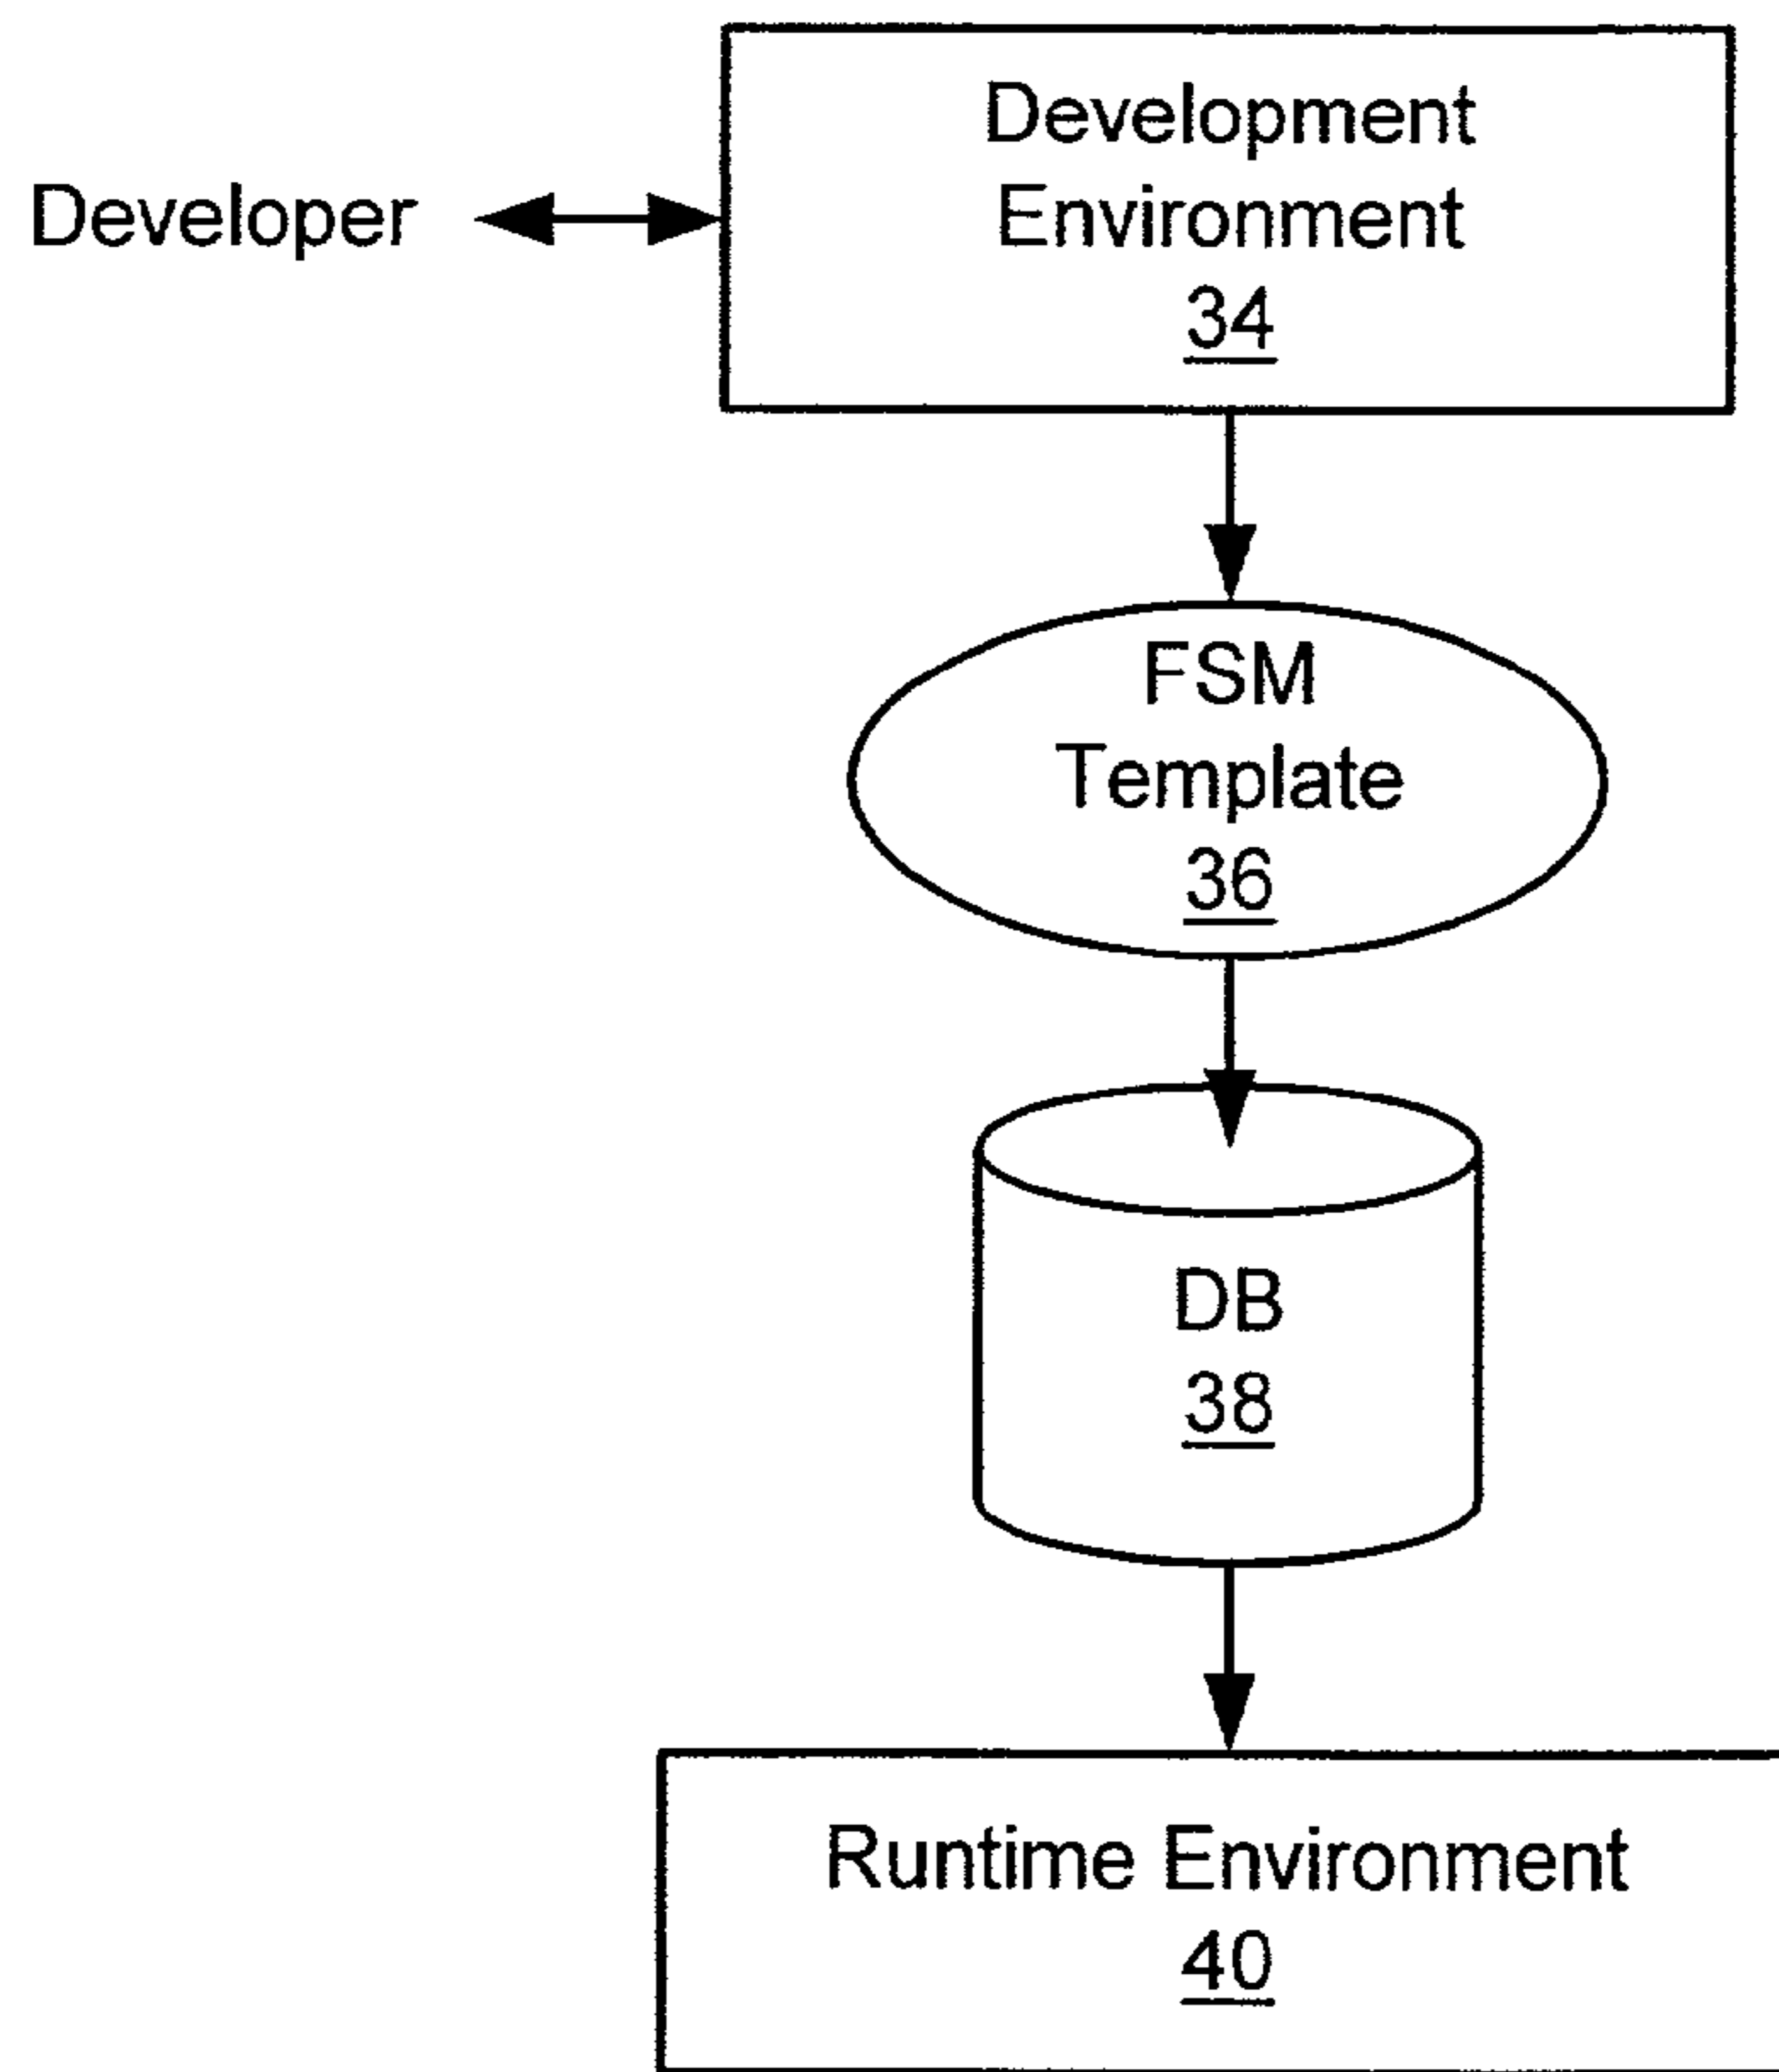 Development
Environment
34
Developer
FSM
Template
36
DB
38
Runtime Environment
40